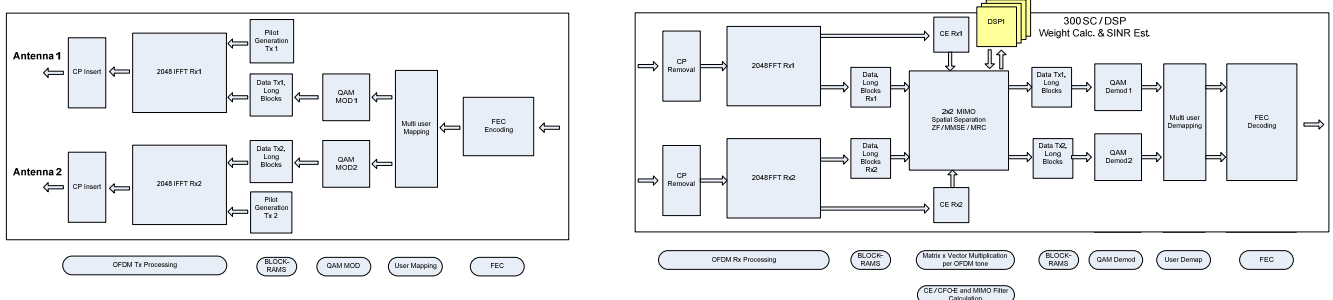 Antenna 1
CP Insert
2048 IFFT Rx1
Pilot
Generation
Tx 1
Data Tx1,
Long
Blocks
QAM
MOD1
Multi user
Mapping
FEC
Encoding
Antenna 2
CP Insert
2048 IFFT Rx2
Data Tx2,
Long
Blocks
QAM
MOD2
Pilot
Generation
Tx 2
OFDM Tx Processing
BLOCK-
RAMS
QAM MOD
User Mapping
FEC
CP
Removal
2048FFT Rx1
CE Rx1
DSP1
300 SC / DSP
Weight Calc. & SINR Est.
Data,
Long
Blocks
Rx1
2x2 MIMO
Spatial Separation
ZF / MMSE / MRC
Data Tx1,
Long
Blocks
QAM
Demod 1
Multi user
Demapping
FEC
Decoding
CP
Removal
2048FFT Rx2
Data,
Long
Blocks
Rx2
CE Rx2
Data Tx2,
Long
Blocks
QAM
Demod2
OFDM Rx Processing
BLOCK-
RAMS
Matrix x Vector Multiplication
per OFDM tone
BLOCK-
RAMS
QAM Demod
User Demap
FEC
CE / CFO-E and MIMO Filter
Calculation